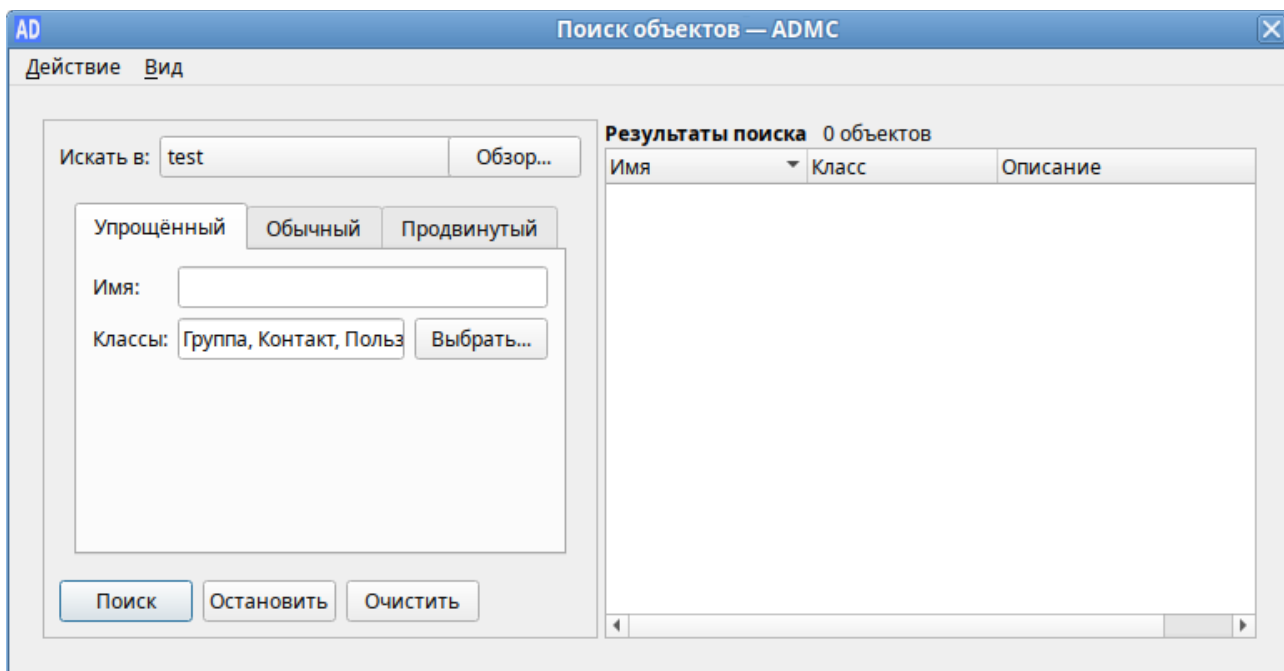 AD Поиск объектов — ADMC
Действие Вид
Искать в: test Обзор...
Упрощённый Обычный Продвинутый
Имя:
Классы: Группа, Контакт, Польз Выбрать...
Поиск Остановить Очистить
Результаты поиска 0 объектов
Имя Класс Описание